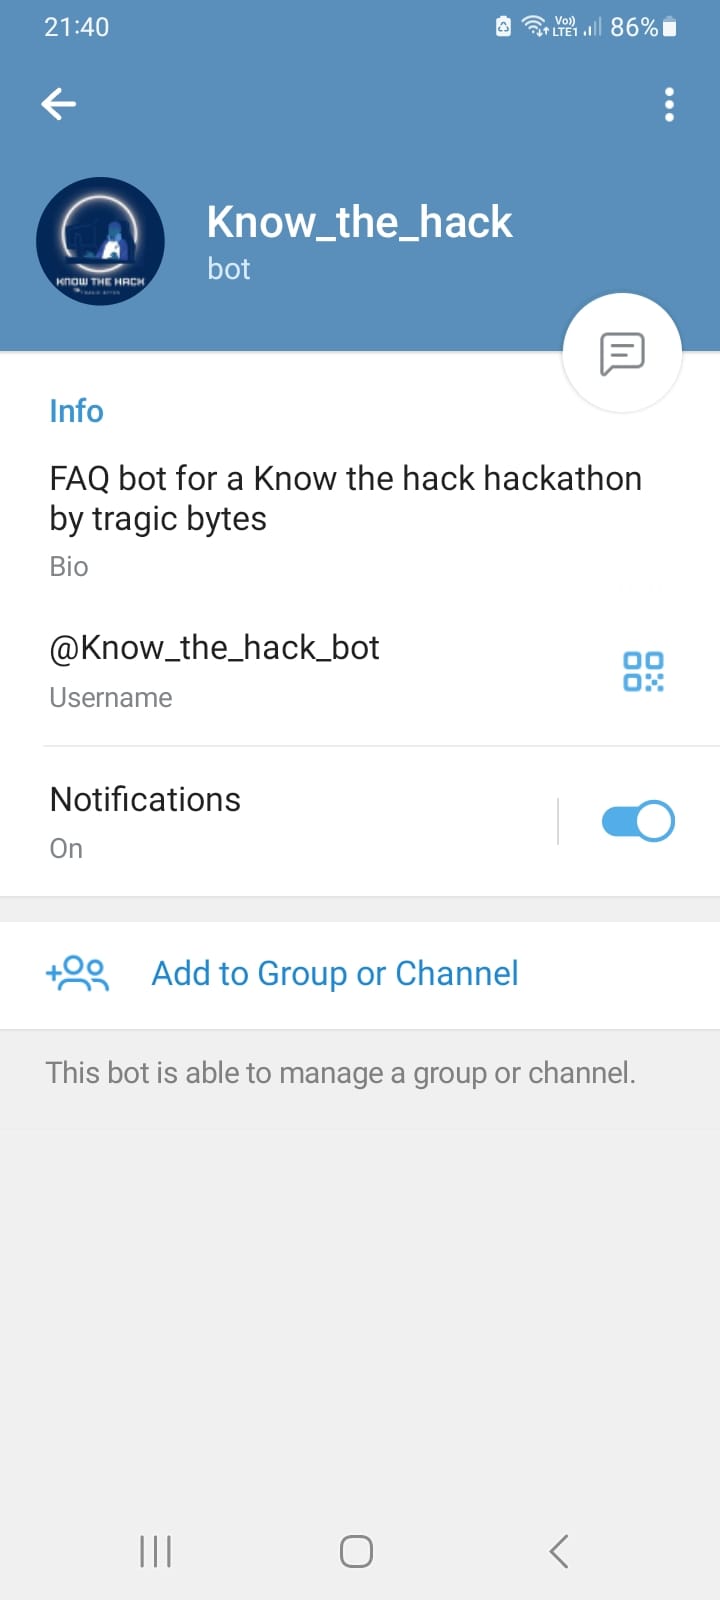 21:40
Vo))
LTE1
86%
Know_the_hack
bot
KNOW THE HACK
Info
FAQ bot for a Know the hack hackathon
by tragic bytes
Bio
@Know_the_hack_bot
Username
Notifications
On
Add to Group or Channel
This bot is able to manage a group or channel.